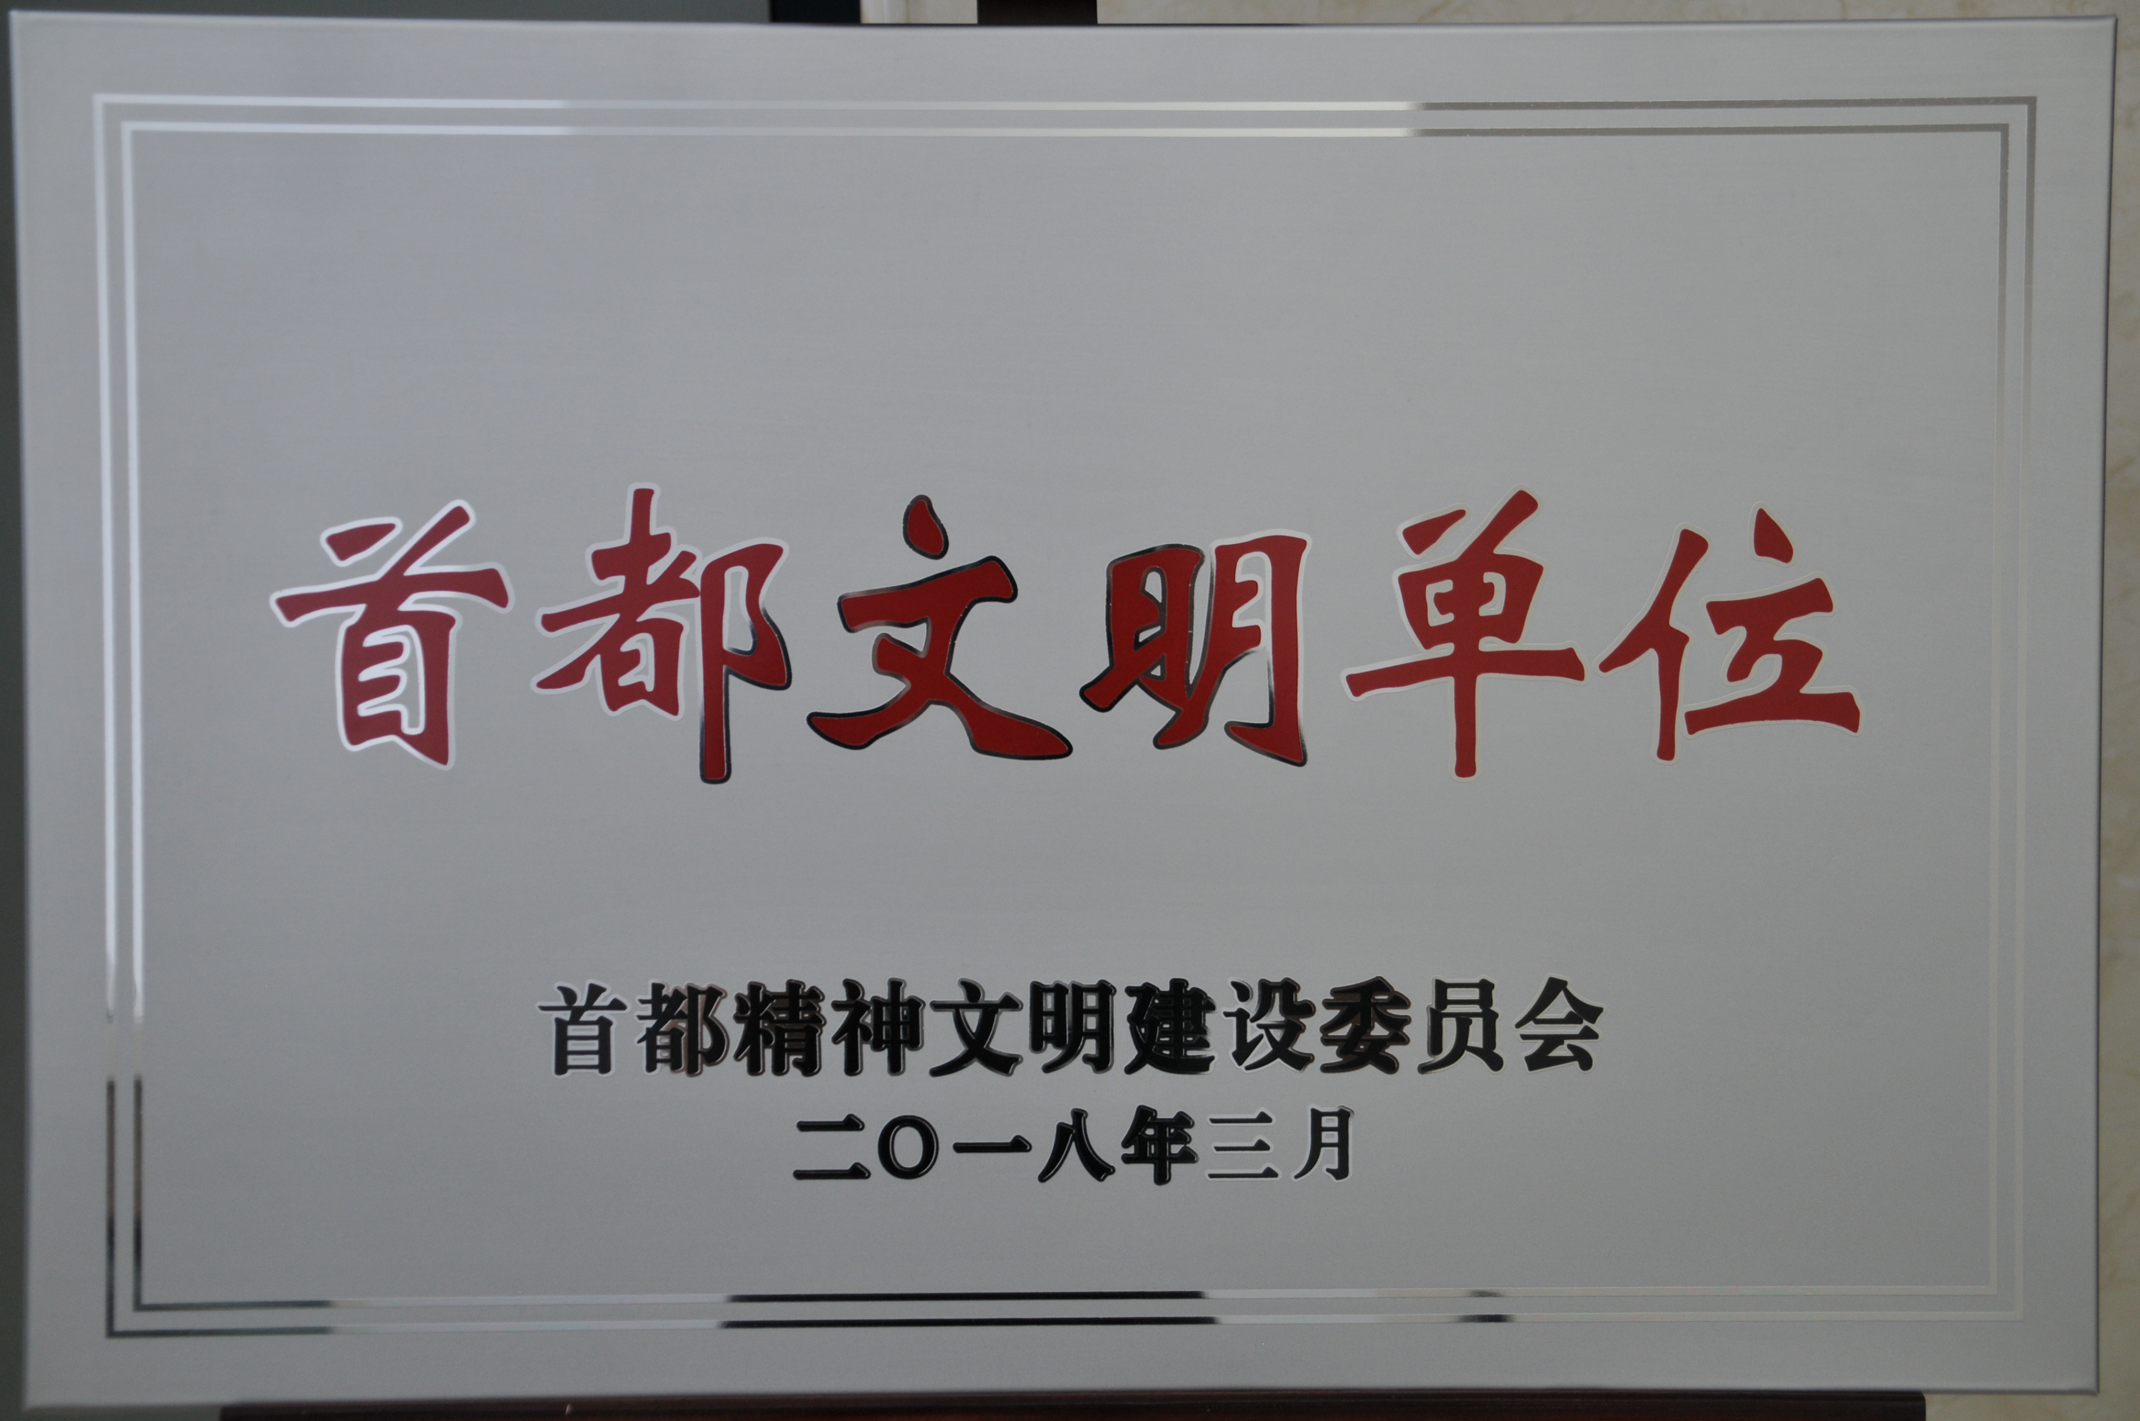 首都文明单位
首都精神文明建设委员会
二〇一八年三月